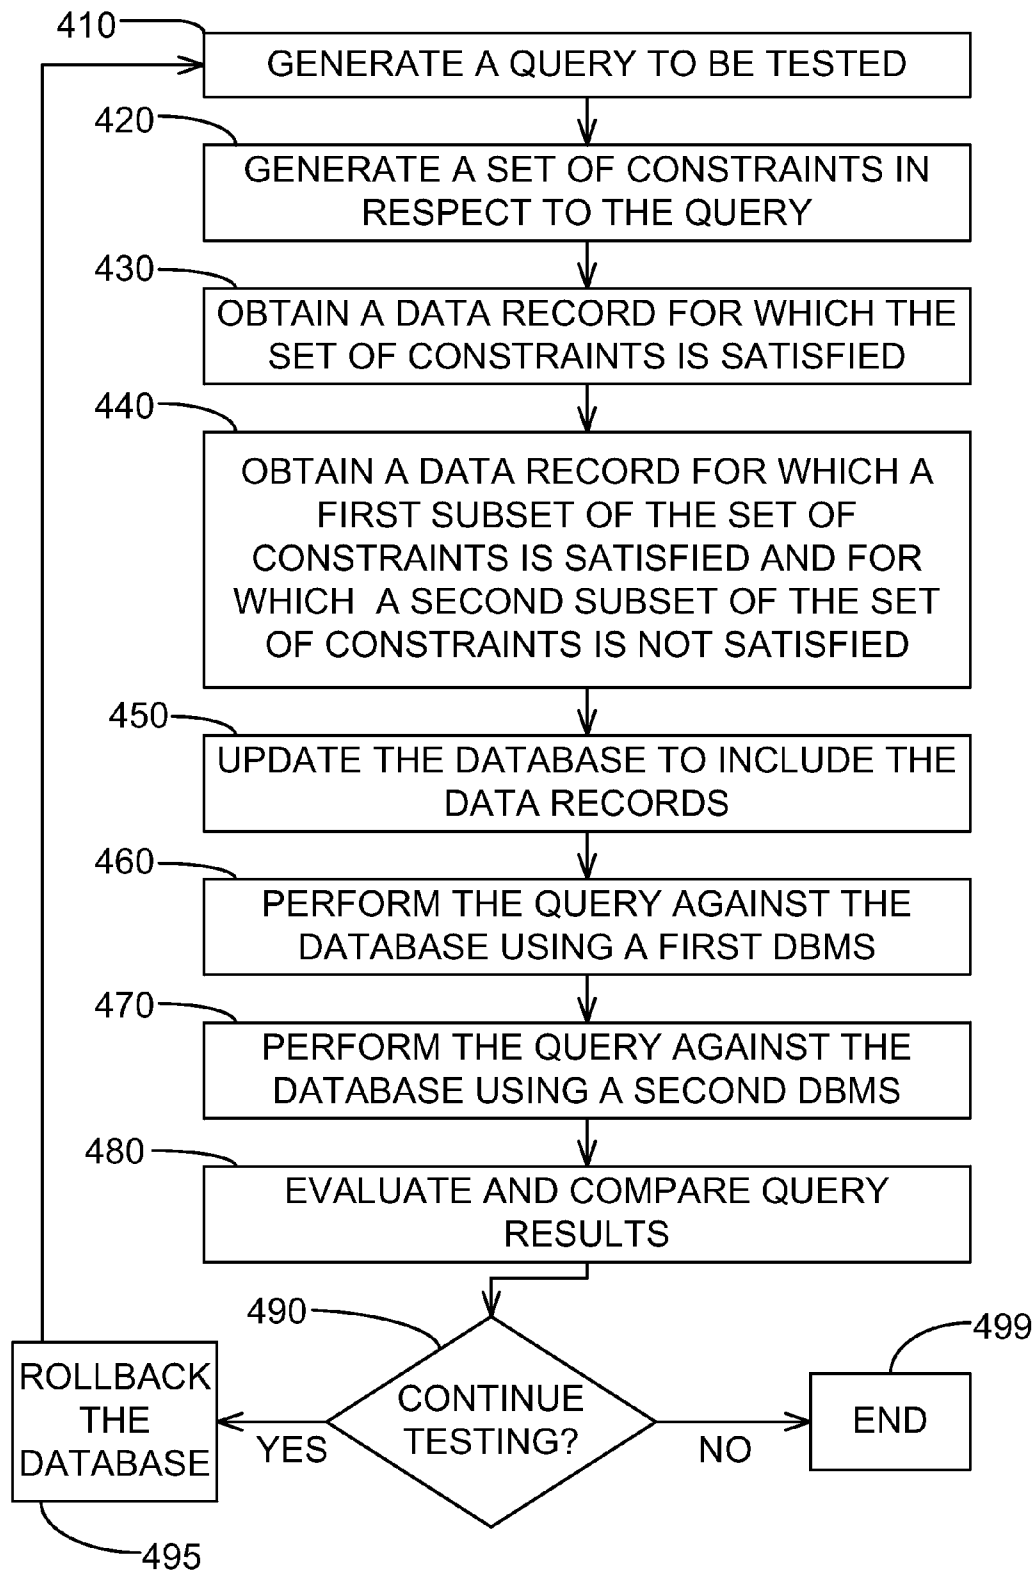 410
GENERATE A QUERY TO BE TESTED
420
GENERATE A SET OF CONSTRAINTS IN
RESPECT TO THE QUERY
430
OBTAIN A DATA RECORD FOR WHICH THE
SET OF CONSTRAINTS IS SATISFIED
440
OBTAIN A DATA RECORD FOR WHICH A
FIRST SUBSET OF THE SET OF
CONSTRAINTS IS SATISFIED AND FOR
WHICH A SECOND SUBSET OF THE SET
OF CONSTRAINTS IS NOT SATISFIED
450
UPDATE THE DATABASE TO INCLUDE THE
DATA RECORDS
460
PERFORM THE QUERY AGAINST THE
DATABASE USING A FIRST DBMS
470
PERFORM THE QUERY AGAINST THE
DATABASE USING A SECOND DBMS
480
EVALUATE AND COMPARE QUERY
RESULTS
490
CONTINUE
TESTING?
YES
NO
499
END
ROLLBACK
THE
DATABASE
495